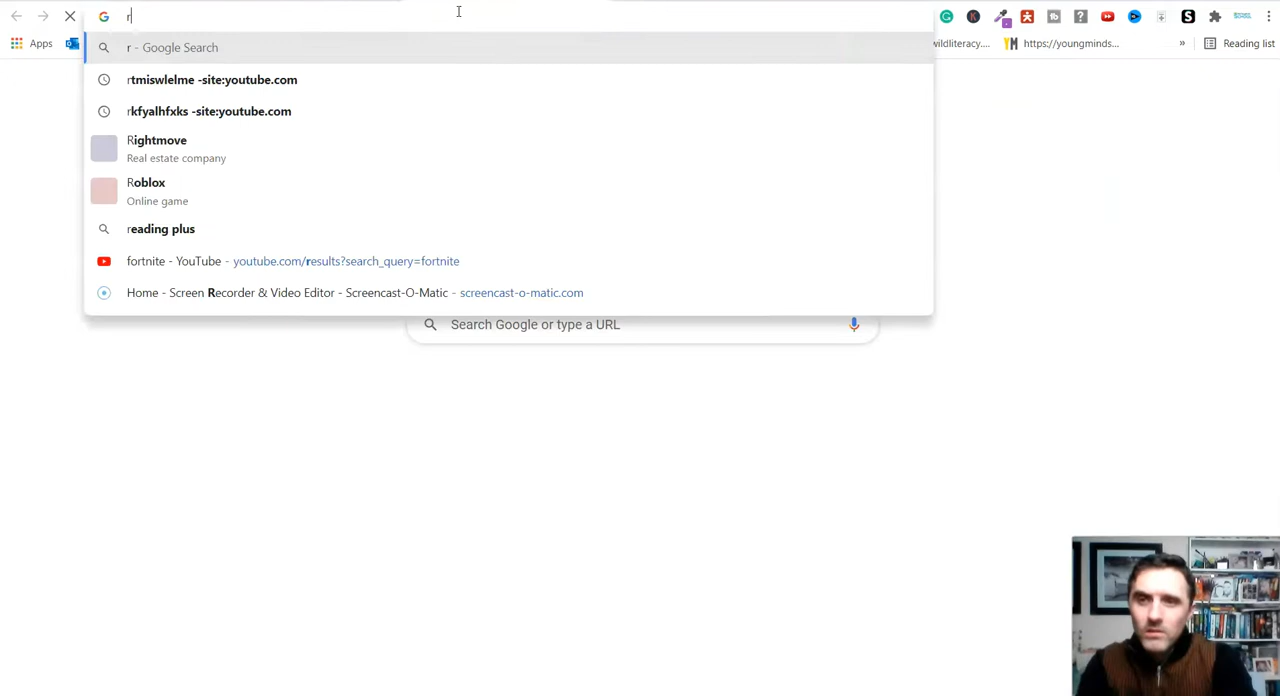 r
r - Google Search
Apps
wildliteracy....
https://youngminds...
»
Reading list
rtmiswlelme -site:youtube.com
rkfyalhfxks -site:youtube.com
Rightmove
Real estate company
Roblox
Online game
reading plus
fortnite - YouTube - youtube.com/results?search_query=fortnite
Home - Screen Recorder & Video Editor - Screencast-O-Matic - screencast-o-matic.com
Search Google or type a URL